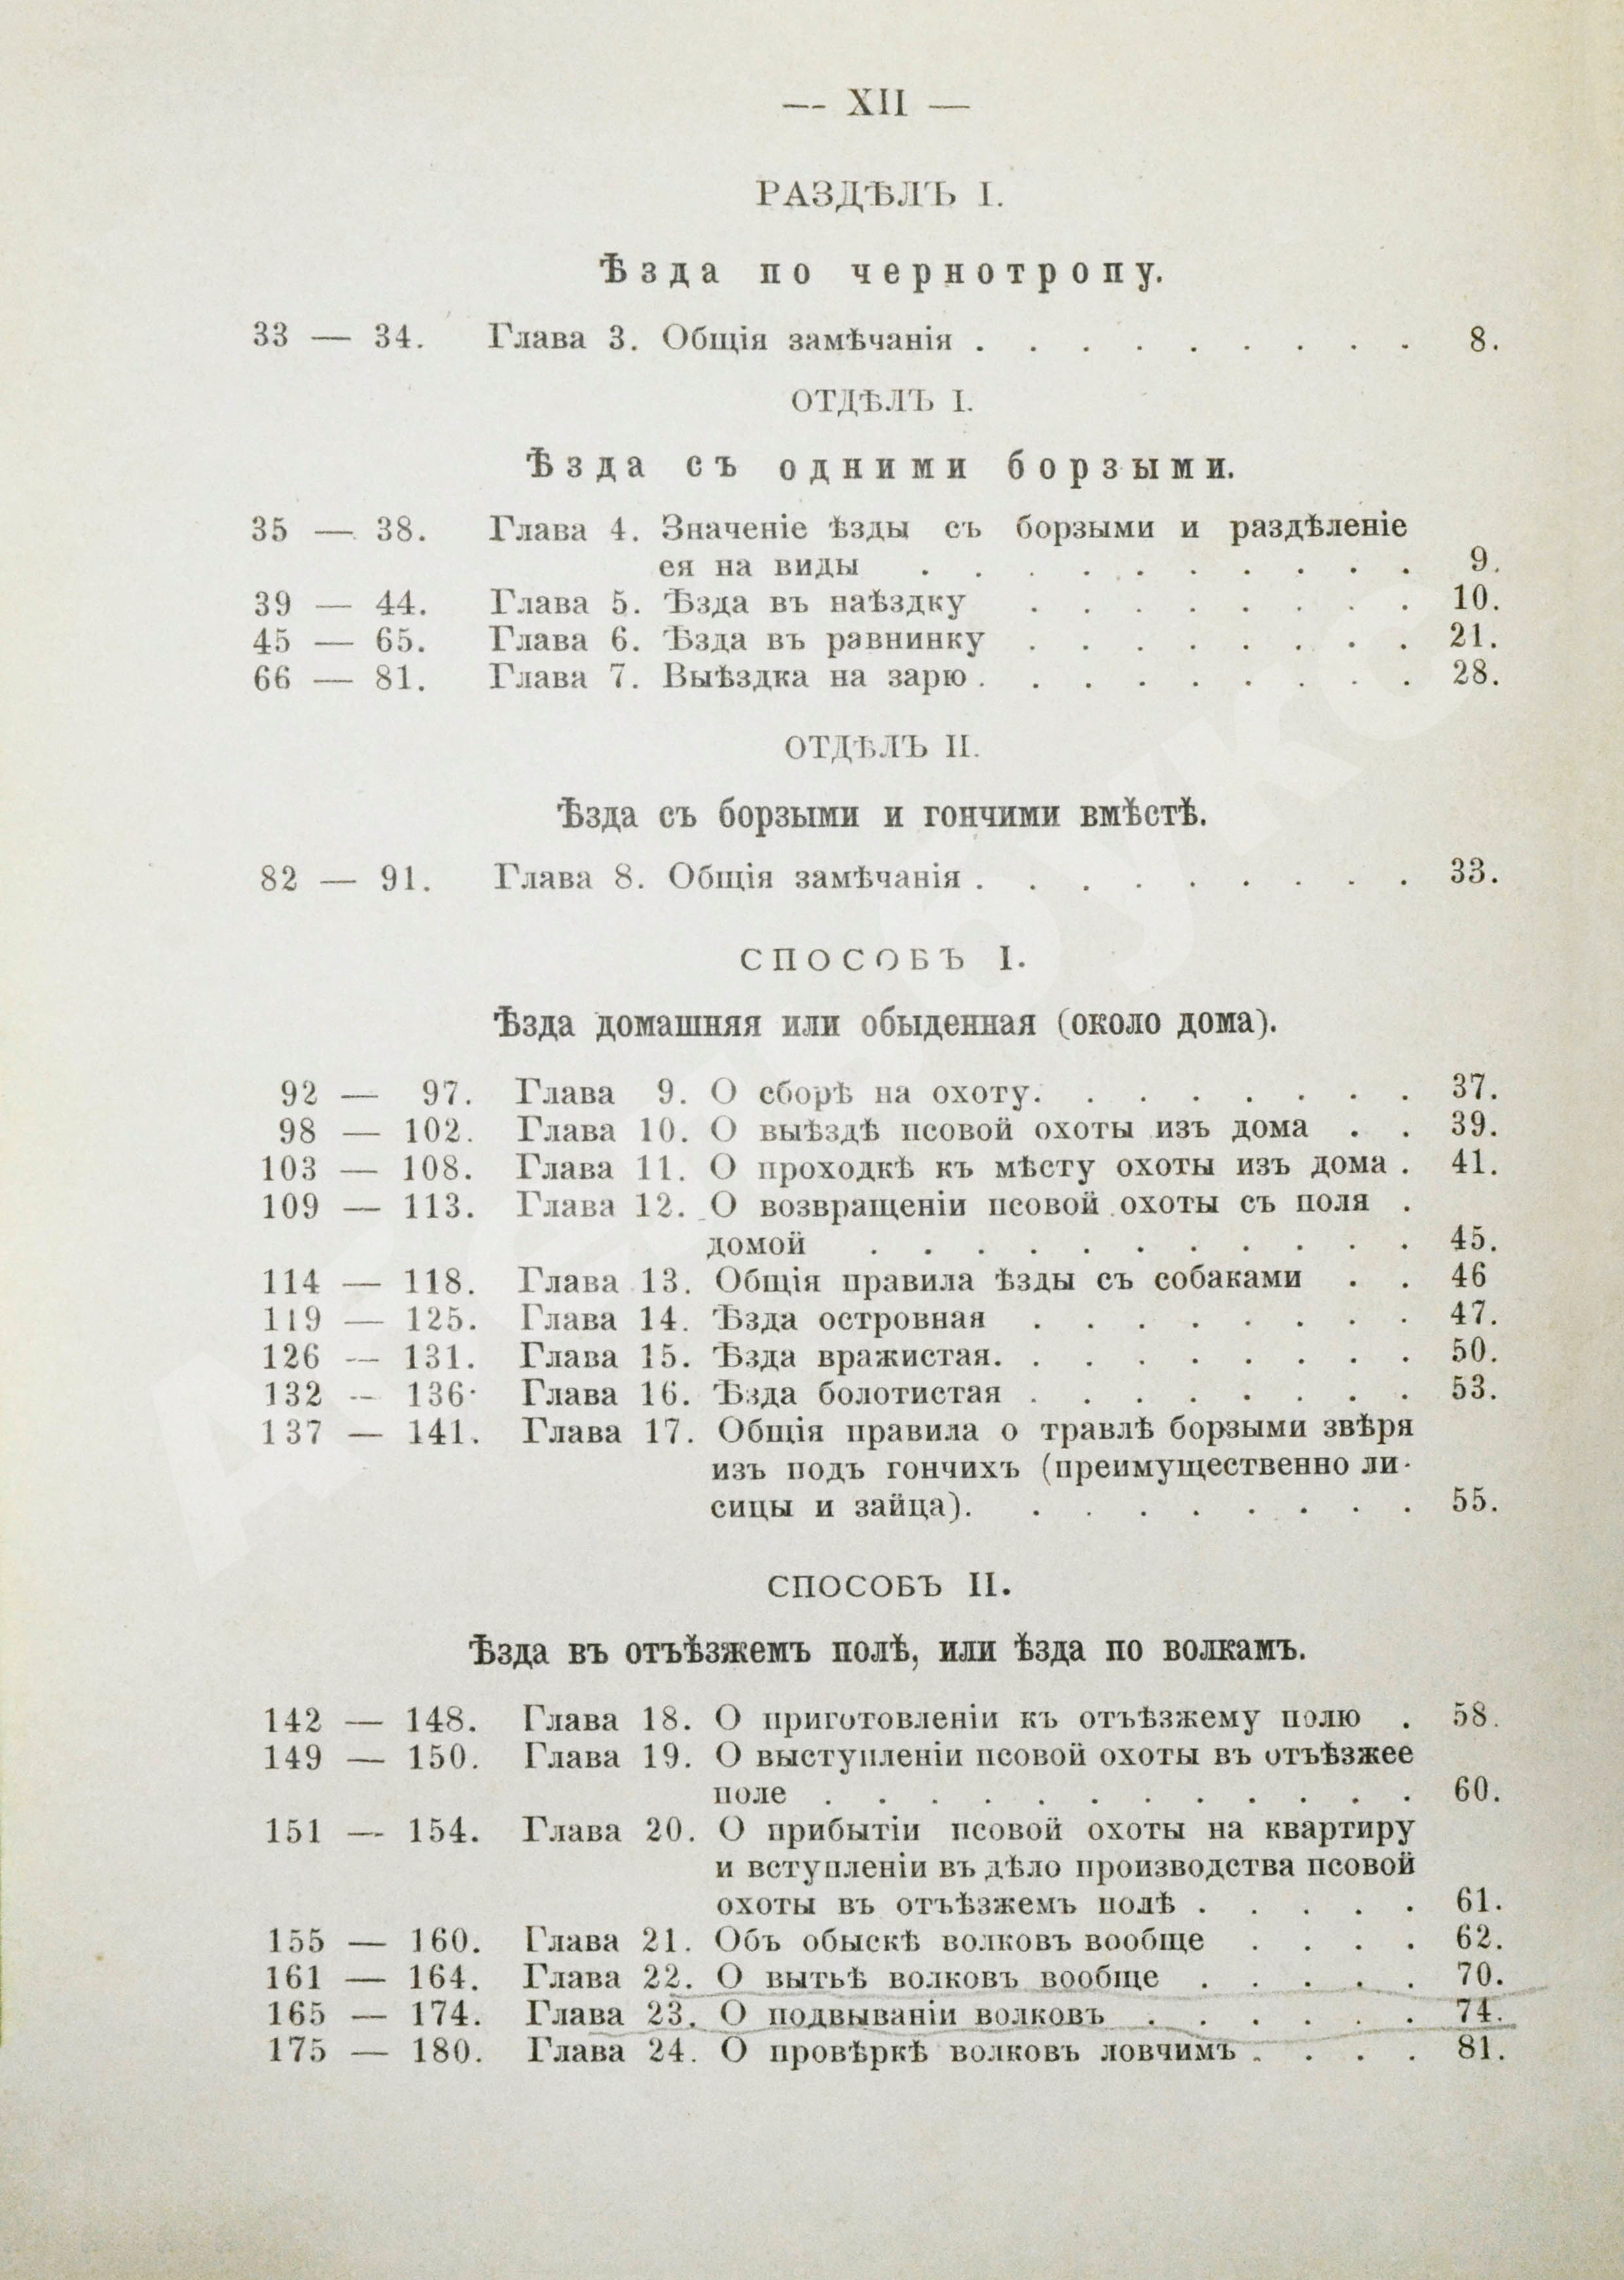 — XII —
РАЗДѢЛЪ I.
Ѣзда по чернотропу.
33 — 34. Глава 3. Общія замѣчанія . . . . . . . . . 8.
ОТДѢЛЪ I.
Ѣзда съ одними борзыми.
35 — 38. Глава 4. Значеніе ѣзды съ борзыми и раздѣленіе
ея на виды . . . . . . . . . . 9.
39 — 44. Глава 5. Ѣзда въ наѣздку . . . . . . . . 10.
45 — 65. Глава 6. Ѣзда въ равнинку . . . . . . . . 21.
66 — 81. Глава 7. Выѣздка на зарю . . . . . . . . . 28.
ОТДѢЛЪ II.
Ѣзда съ борзыми и гончими вмѣстѣ.
82 — 91. Глава 8. Общія замѣчанія . . . . . . . . . 33.
СПОСОБЪ I.
Ѣзда домашняя или обыденная (около дома).
92 — 97. Глава 9. О сборѣ на охоту. . . . . . . . 37.
98 — 102. Глава 10. О выѣздѣ псовой охоты изъ дома . . 39.
103 — 108. Глава 11. О проходкѣ къ мѣсту охоты изъ дома . 41.
109 — 113. Глава 12. О возвращеніи псовой охоты съ поля .
домой . . . . . . . . . . . 45.
114 — 118. Глава 13. Общія правила ѣзды съ собаками . . 46
119 — 125. Глава 14. Ѣзда островная . . . . . . . . 47.
126 — 131. Глава 15. Ѣзда вражистая. . . . . . . . . 50.
132 — 136. Глава 16. Ѣзда болотистая . . . . . . . . 53.
137 — 141. Глава 17. Общія правила о травлѣ борзыми звѣря
изъ подъ гончихъ (преимущественно ли-
сицы и зайца). . . . . . . . . 55.
СПОСОБЪ II.
Ѣзда въ отъѣзжемъ полѣ, или ѣзда по волкамъ.
142 — 148. Глава 18. О приготовленіи къ отъѣзжему полю . 58.
149 — 150. Глава 19. О выступленіи псовой охоты въ отъѣзжее
поле . . . . . . . . . . . . 60.
151 — 154. Глава 20. О прибытіи псовой охоты на квартиру
и вступленіи въ дѣло производства псовой
охоты въ отъѣзжемъ полѣ . . . . . 61.
155 — 160. Глава 21. Объ обыскѣ волковъ вообще . . . . 62.
161 — 164. Глава 22. О вытьѣ волковъ вообще . . . . . 70.
165 — 174. Глава 23. О подвываніи волковъ . . . . . . 74.
175 — 180. Глава 24. О провѣркѣ волковъ ловчимъ . . . . 81.